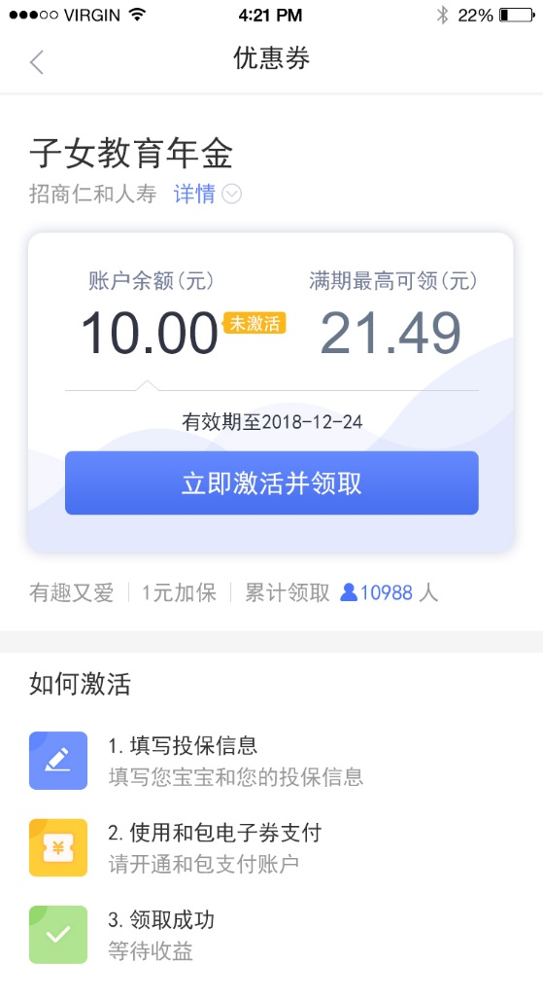 VIRGIN 4:21 PM 22%
优惠券
子女教育年金
招商仁和人寿 详情
账户余额(元) 满期最高可领(元)
10.00 未激活 21.49
有效期至2018-12-24
立即激活并领取
有趣又爱 1元加保 累计领取 10988 人
如何激活
1. 填写投保信息
填写您宝宝和您的投保信息
¥
2. 使用和包电子券支付
请开通和包支付账户
3. 领取成功
等待收益